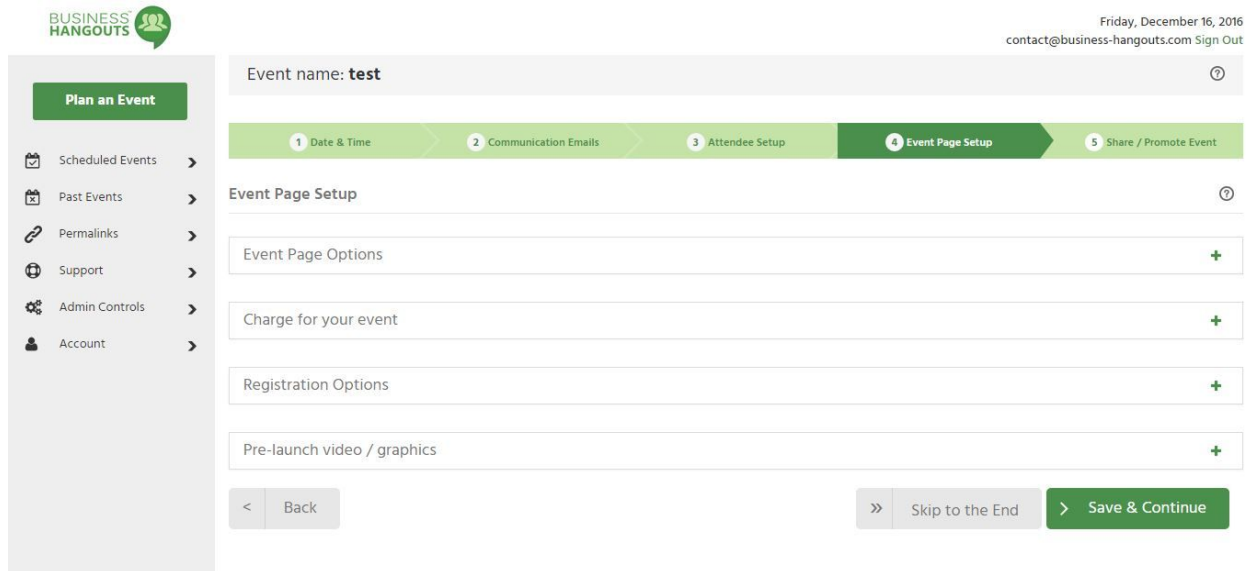 BUSINESS™
HANGOUTS
Friday, December 16, 2016
contact@business-hangouts.com Sign Out
Plan an Event
Scheduled Events
Past Events
Permalinks
Support
Admin Controls
Account
Event name: test
1 Date & Time
2 Communication Emails
3 Attendee Setup
4 Event Page Setup
5 Share / Promote Event
Event Page Setup
Event Page Options
Charge for your event
Registration Options
Pre-launch video / graphics
< Back
» Skip to the End
> Save & Continue